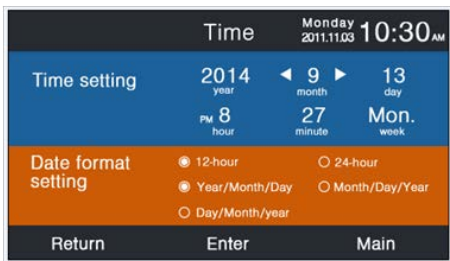 Time Monday 2011.11.03 10:30 AM
Time setting
2014 9 13
year month day
PM 8 27 Mon.
hour minute week
Date format setting
12-hour 24-hour
Year/Month/Day Month/Day/Year
Day/Month/year
Return Enter Main